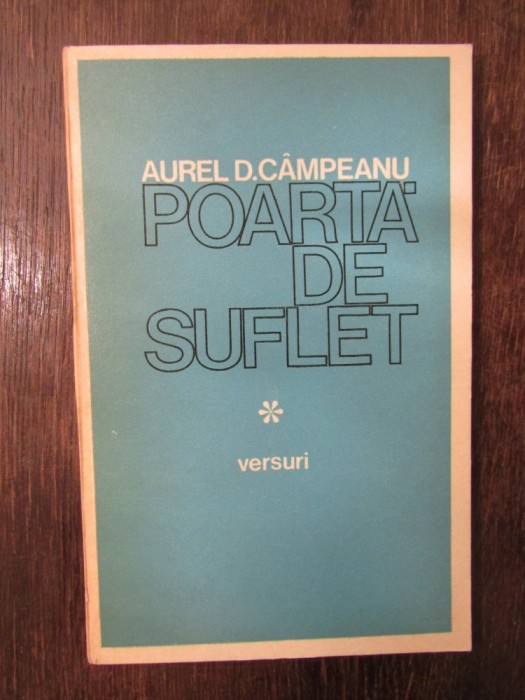 AUREL D.CÂMPEANU
POARTĂ
DE
SUFLET
*
versuri